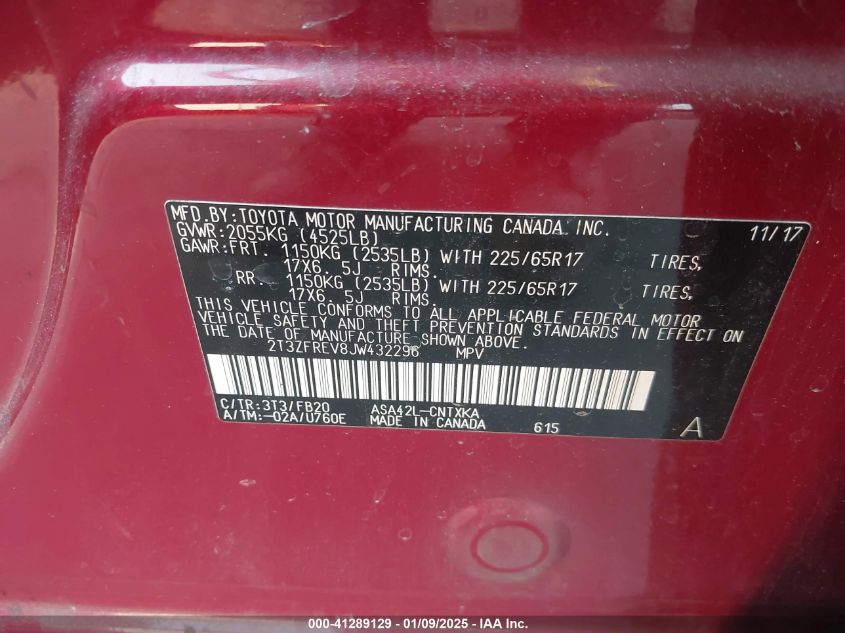 MFD. BY: TOYOTA MOTOR MANUFACTURING CANADA. INC. 11/17
GVWR: 2055KG (4525LB)
GAWR: FRT. 1150KG (2535LB) WITH 225/65R17 TIRES,
17X6. 5J RIMS.
RR. 1150KG (2535LB) WITH 225/65R17 TIRES,
17X6. 5J RIMS.
THIS VEHICLE CONFORMS TO ALL APPLICABLE FEDERAL MOTOR
VEHICLE SAFETY AND THEFT PREVENTION STANDARDS IN EFFECT ON
THE DATE OF MANUFACTURE SHOWN ABOVE.
2T3ZFREV8JW432296 MPV
C/TR: 3T3/FB20 ASA42L-CNTXKA
A/TM: -02A/U760E MADE IN CANADA 615 A
000-41289129 - 01/09/2025 - IAA Inc.